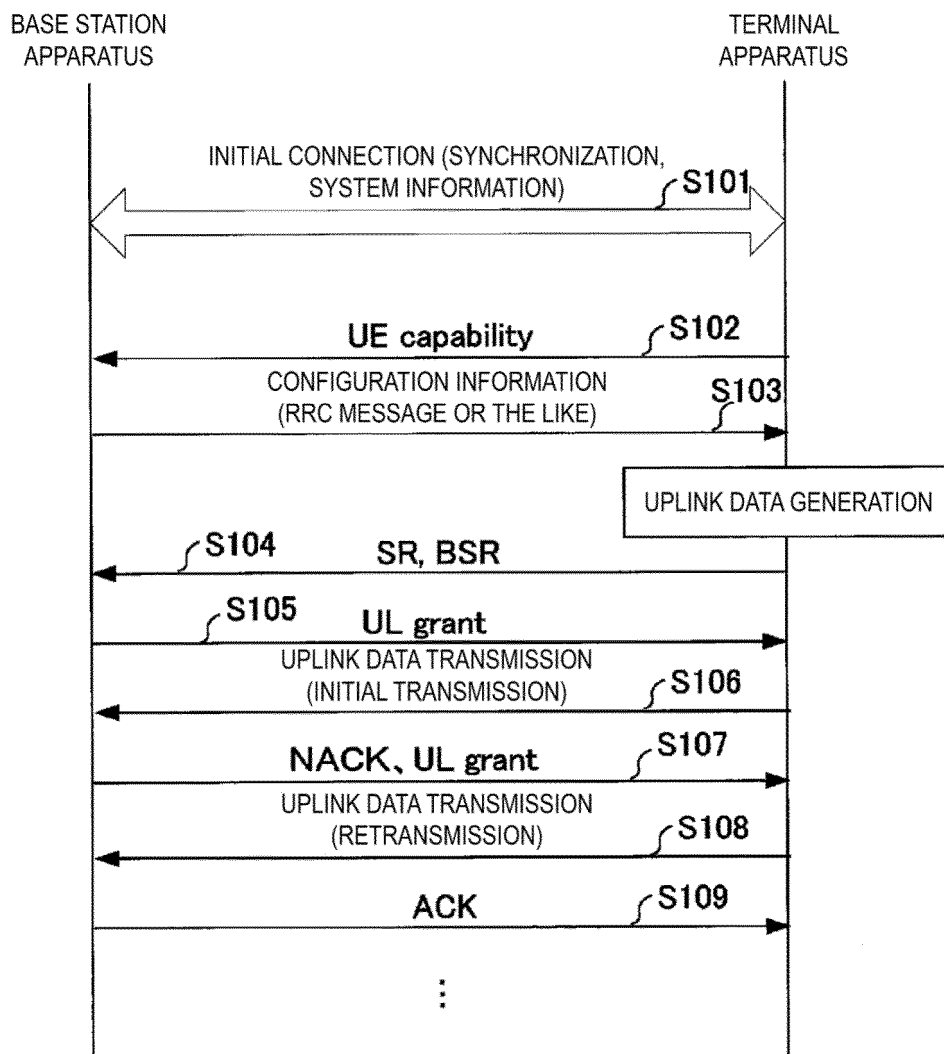 BASE STATION
APPARATUS
TERMINAL
APPARATUS
INITIAL CONNECTION (SYNCHRONIZATION,
SYSTEM INFORMATION)
S101
UE capability
S102
CONFIGURATION INFORMATION
(RRC MESSAGE OR THE LIKE)
S103
UPLINK DATA GENERATION
S104
SR, BSR
S105
UL grant
UPLINK DATA TRANSMISSION
(INITIAL TRANSMISSION)
S106
NACK、UL grant
S107
UPLINK DATA TRANSMISSION
(RETRANSMISSION)
S108
ACK
S109
⋮